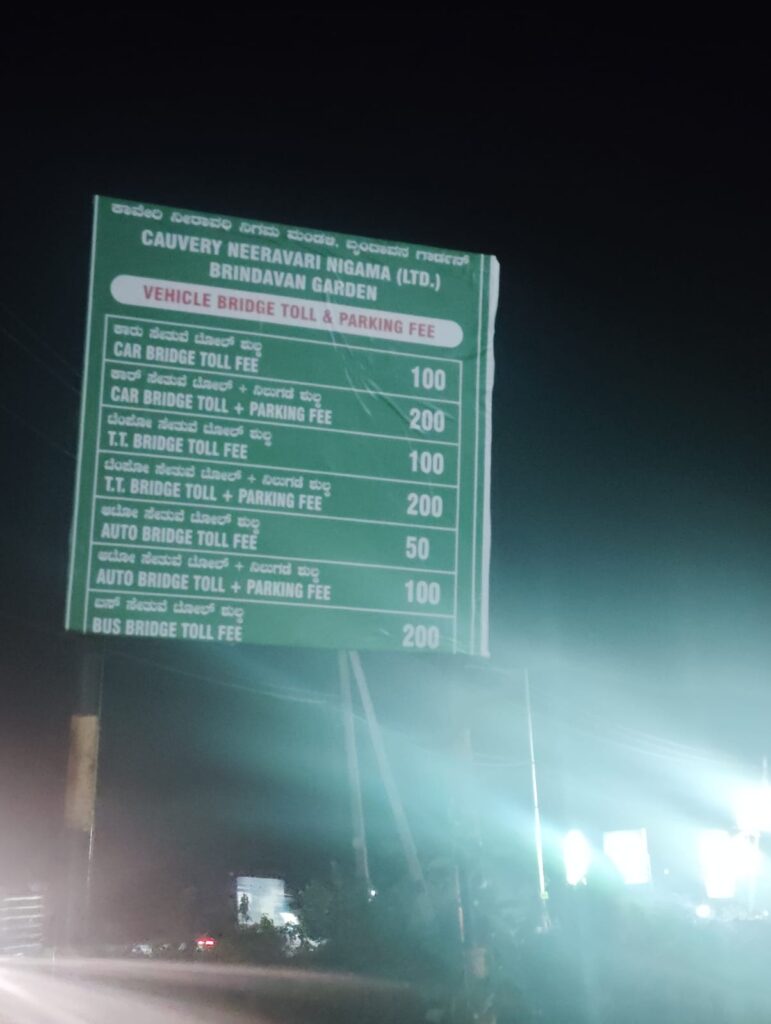 ಕಾವೇರಿ ನೀರಾವರಿ ನಿಗಮ ಮಂಡಳಿ, ಬೃಂದಾವನ ಗಾರ್ಡನ್
CAUVERY NEERAVARI NIGAMA (LTD.)
BRINDAVAN GARDEN
VEHICLE BRIDGE TOLL & PARKING FEE
ಕಾರು ಸೇತುವೆ ಟೋಲ್ ಶುಲ್ಕ
CAR BRIDGE TOLL FEE 100
ಕಾರ್ ಸೇತುವೆ ಟೋಲ್ + ನಿಲುಗಡೆ ಶುಲ್ಕ
CAR BRIDGE TOLL + PARKING FEE 200
ಟೆಂಪೋ ಸೇತುವೆ ಟೋಲ್ ಶುಲ್ಕ
T.T. BRIDGE TOLL FEE 100
ಟೆಂಪೋ ಸೇತುವೆ ಟೋಲ್ + ನಿಲುಗಡೆ ಶುಲ್ಕ
T.T. BRIDGE TOLL + PARKING FEE 200
ಆಟೋ ಸೇತುವೆ ಟೋಲ್ ಶುಲ್ಕ
AUTO BRIDGE TOLL FEE 50
ಆಟೋ ಸೇತುವೆ ಟೋಲ್ + ನಿಲುಗಡೆ ಶುಲ್ಕ
AUTO BRIDGE TOLL + PARKING FEE 100
ಬಸ್ ಸೇತುವೆ ಟೋಲ್ ಶುಲ್ಕ
BUS BRIDGE TOLL FEE 200